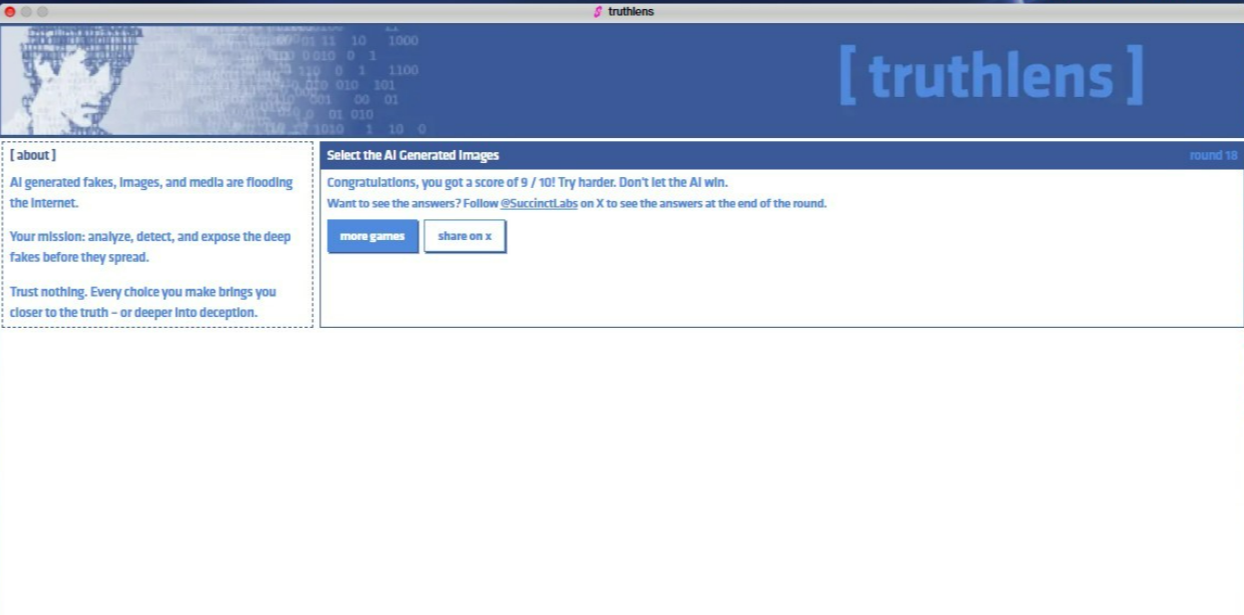 truthlens
[ truthlens ]
[ about ]
AI generated fakes, images, and media are flooding
the internet.
Your mission: analyze, detect, and expose the deep
fakes before they spread.
Trust nothing. Every choice you make brings you
closer to the truth – or deeper into deception.
Select the AI Generated Images
round 18
Congratulations, you got a score of 9 / 10! Try harder. Don't let the AI win.
Want to see the answers? Follow @SuccinctLabs on X to see the answers at the end of the round.
more games
share on x